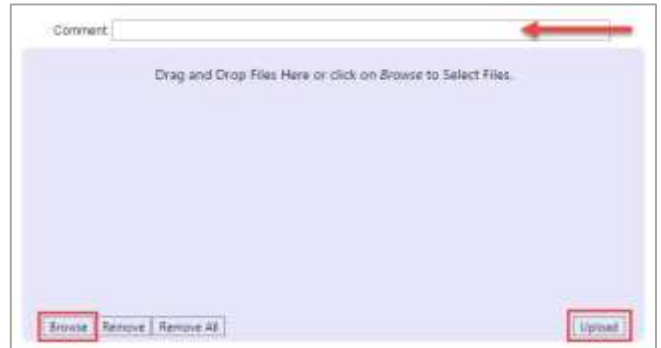 Comment
Drag and Drop Files Here or click on Browse to Select Files.
Browse Remove Remove All Upload